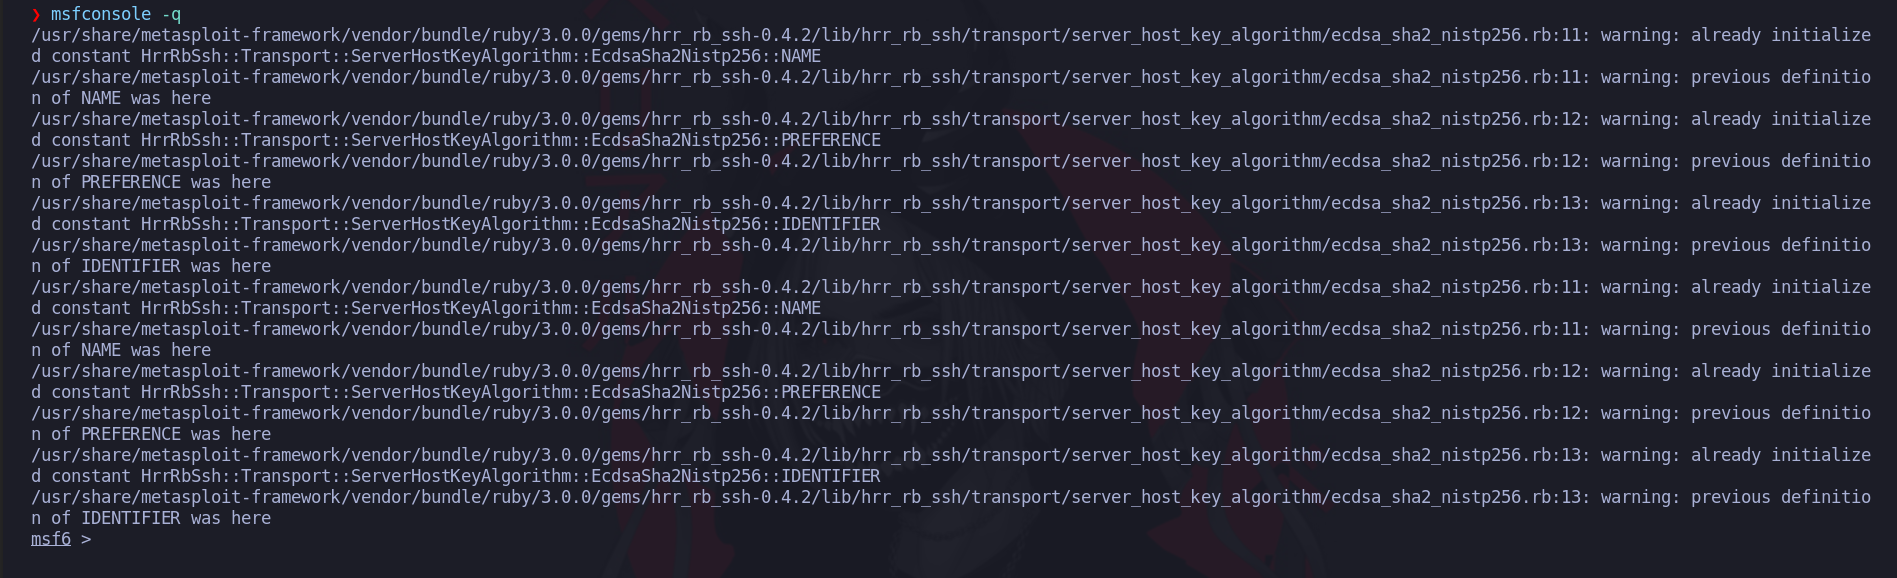 ❯ msfconsole -q
/usr/share/metasploit-framework/vendor/bundle/ruby/3.0.0/gems/hrr_rb_ssh-0.4.2/lib/hrr_rb_ssh/transport/server_host_key_algorithm/ecdsa_sha2_nistp256.rb:11: warning: already initialize
d constant HrrRbSsh::Transport::ServerHostKeyAlgorithm::EcdsaSha2Nistp256::NAME
/usr/share/metasploit-framework/vendor/bundle/ruby/3.0.0/gems/hrr_rb_ssh-0.4.2/lib/hrr_rb_ssh/transport/server_host_key_algorithm/ecdsa_sha2_nistp256.rb:11: warning: previous definitio
n of NAME was here
/usr/share/metasploit-framework/vendor/bundle/ruby/3.0.0/gems/hrr_rb_ssh-0.4.2/lib/hrr_rb_ssh/transport/server_host_key_algorithm/ecdsa_sha2_nistp256.rb:12: warning: already initialize
d constant HrrRbSsh::Transport::ServerHostKeyAlgorithm::EcdsaSha2Nistp256::PREFERENCE
/usr/share/metasploit-framework/vendor/bundle/ruby/3.0.0/gems/hrr_rb_ssh-0.4.2/lib/hrr_rb_ssh/transport/server_host_key_algorithm/ecdsa_sha2_nistp256.rb:12: warning: previous definitio
n of PREFERENCE was here
/usr/share/metasploit-framework/vendor/bundle/ruby/3.0.0/gems/hrr_rb_ssh-0.4.2/lib/hrr_rb_ssh/transport/server_host_key_algorithm/ecdsa_sha2_nistp256.rb:13: warning: already initialize
d constant HrrRbSsh::Transport::ServerHostKeyAlgorithm::EcdsaSha2Nistp256::IDENTIFIER
/usr/share/metasploit-framework/vendor/bundle/ruby/3.0.0/gems/hrr_rb_ssh-0.4.2/lib/hrr_rb_ssh/transport/server_host_key_algorithm/ecdsa_sha2_nistp256.rb:13: warning: previous definitio
n of IDENTIFIER was here
/usr/share/metasploit-framework/vendor/bundle/ruby/3.0.0/gems/hrr_rb_ssh-0.4.2/lib/hrr_rb_ssh/transport/server_host_key_algorithm/ecdsa_sha2_nistp256.rb:11: warning: already initialize
d constant HrrRbSsh::Transport::ServerHostKeyAlgorithm::EcdsaSha2Nistp256::NAME
/usr/share/metasploit-framework/vendor/bundle/ruby/3.0.0/gems/hrr_rb_ssh-0.4.2/lib/hrr_rb_ssh/transport/server_host_key_algorithm/ecdsa_sha2_nistp256.rb:11: warning: previous definitio
n of NAME was here
/usr/share/metasploit-framework/vendor/bundle/ruby/3.0.0/gems/hrr_rb_ssh-0.4.2/lib/hrr_rb_ssh/transport/server_host_key_algorithm/ecdsa_sha2_nistp256.rb:12: warning: already initialize
d constant HrrRbSsh::Transport::ServerHostKeyAlgorithm::EcdsaSha2Nistp256::PREFERENCE
/usr/share/metasploit-framework/vendor/bundle/ruby/3.0.0/gems/hrr_rb_ssh-0.4.2/lib/hrr_rb_ssh/transport/server_host_key_algorithm/ecdsa_sha2_nistp256.rb:12: warning: previous definitio
n of PREFERENCE was here
/usr/share/metasploit-framework/vendor/bundle/ruby/3.0.0/gems/hrr_rb_ssh-0.4.2/lib/hrr_rb_ssh/transport/server_host_key_algorithm/ecdsa_sha2_nistp256.rb:13: warning: already initialize
d constant HrrRbSsh::Transport::ServerHostKeyAlgorithm::EcdsaSha2Nistp256::IDENTIFIER
/usr/share/metasploit-framework/vendor/bundle/ruby/3.0.0/gems/hrr_rb_ssh-0.4.2/lib/hrr_rb_ssh/transport/server_host_key_algorithm/ecdsa_sha2_nistp256.rb:13: warning: previous definitio
n of IDENTIFIER was here
msf6 >